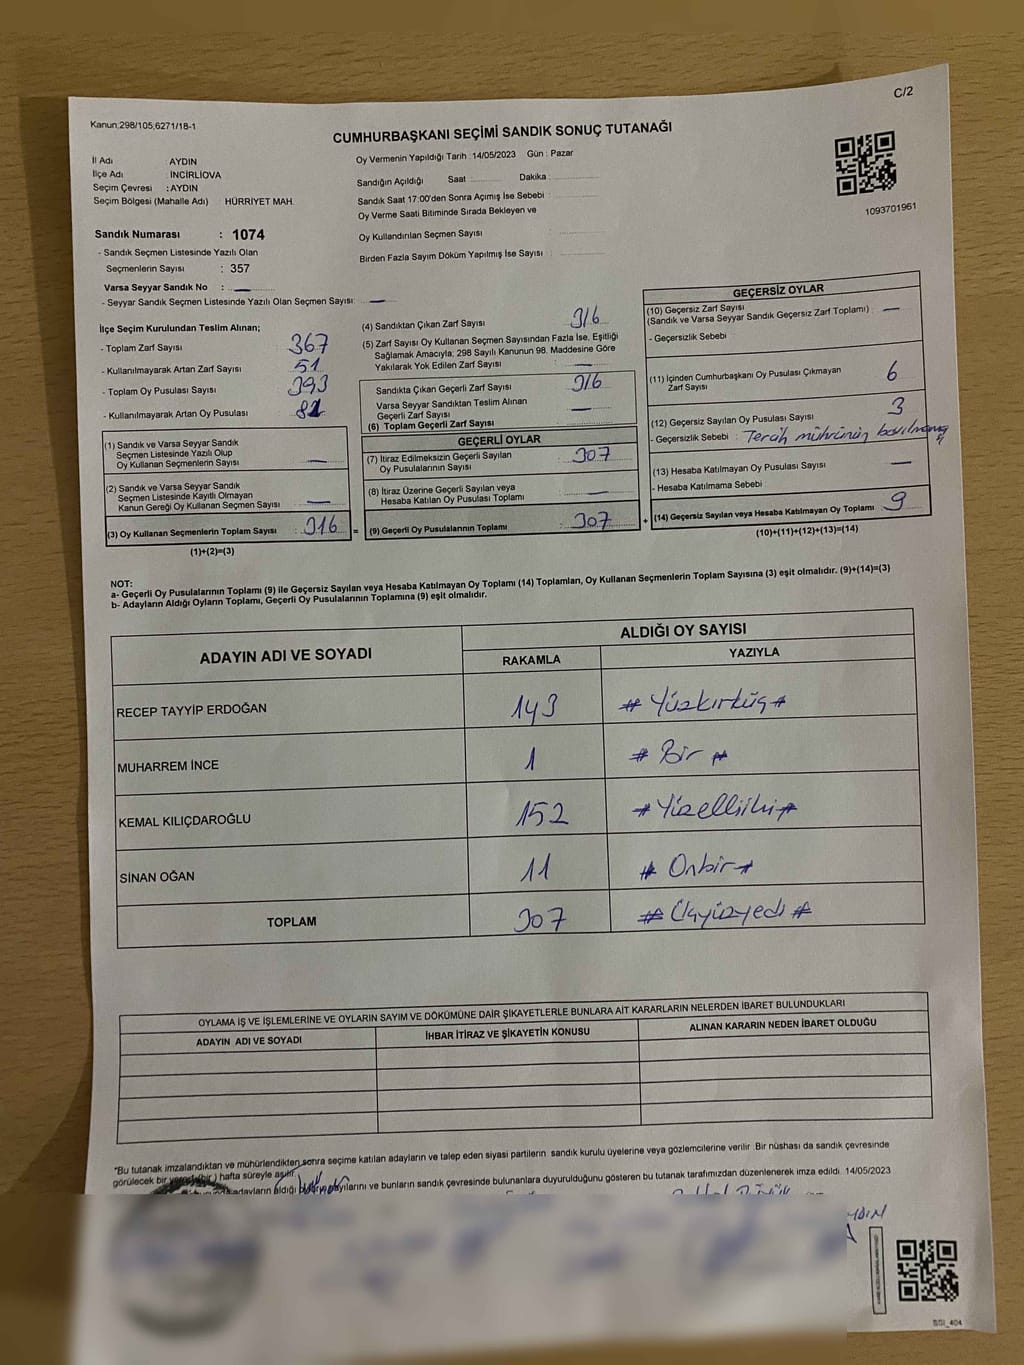 C/2
Kanun;298/105,6271/18-1
CUMHURBAŞKANI SEÇİMİ SANDIK SONUÇ TUTANAĞI
İl Adı AYDIN
İlçe Adı İNCİRLİOVA
Seçim Çevresi : AYDIN
Seçim Bölgesi (Mahalle Adı) HÜRRİYET MAH.
Oy Vermenin Yapıldığı Tarih : 14/05/2023 Gün : Pazar
Sandığın Açıldığı Saat Dakika
Sandık Saat 17:00'den Sonra Açımış İse Sebebi :
Oy Verme Saati Bitiminde Sırada Bekleyen ve
Oy Kullandırılan Seçmen Sayısı
Birden Fazla Sayım Döküm Yapılmış İse Sayısı
1093701961
Sandık Numarası : 1074
- Sandık Seçmen Listesinde Yazılı Olan
Seçmenlerin Sayısı : 357
Varsa Seyyar Sandık No : —
- Seyyar Sandık Seçmen Listesinde Yazılı Olan Seçmen Sayısı: —
İlçe Seçim Kurulundan Teslim Alınan;
- Toplam Zarf Sayısı 367
- Kullanılmayarak Artan Zarf Sayısı 51
- Toplam Oy Pusulası Sayısı 393
- Kullanılmayarak Artan Oy Pusulası
(1) Sandık ve Varsa Seyyar Sandık
Seçmen Listesinde Yazılı Olup
Oy Kullanan Seçmenlerin Sayısı —
(2) Sandık ve Varsa Seyyar Sandık
Seçmen Listesinde Kayıtlı Olmayan
Kanun Gereği Oy Kullanan Seçmen Sayısı —
(3) Oy Kullanan Seçmenlerin Toplam Sayısı : 316 =
(1)+(2)=(3)
(4) Sandıktan Çıkan Zarf Sayısı 316
(5) Zarf Sayısı Oy Kullanan Seçmen Sayısından Fazla İse, Eşitliği
Sağlamak Amacıyla; 298 Sayılı Kanunun 98. Maddesine Göre
Yakılarak Yok Edilen Zarf Sayısı —
Sandıkta Çıkan Geçerli Zarf Sayısı 316
Varsa Seyyar Sandıktan Teslim Alınan
Geçerli Zarf Sayısı —
(6) Toplam Geçerli Zarf Sayısı
GEÇERLİ OYLAR
(7) İtiraz Edilmeksizin Geçerli Sayılan
Oy Pusulalarının Sayısı 307
(8) İtiraz Üzerine Geçerli Sayılan veya
Hesaba Katılan Oy Pusulası Toplamı —
(9) Geçerli Oy Pusulalarının Toplamı 307 +
GEÇERSİZ OYLAR
(10) Geçersiz Zarf Sayısı
(Sandık ve Varsa Seyyar Sandık Geçersiz Zarf Toplamı) : —
- Geçersizlik Sebebi
(11) İçinden Cumhurbaşkanı Oy Pusulası Çıkmayan
Zarf Sayısı 6
(12) Geçersiz Sayılan Oy Pusulası Sayısı 3
- Geçersizlik Sebebi : Tercih mührünün
(13) Hesaba Katılmayan Oy Pusulası Sayısı —
- Hesaba Katılmama Sebebi
(14) Geçersiz Sayılan veya Hesaba Katılmayan Oy Toplamı 9
(10)+(11)+(12)+(13)=(14)
NOT:
a- Geçerli Oy Pusulalarının Toplamı (9) ile Geçersiz Sayılan veya Hesaba Katılmayan Oy Toplamı (14) Toplamları, Oy Kullanan Seçmenlerin Toplam Sayısına (3) eşit olmalıdır. (9)+(14)=(3)
b- Adayların Aldığı Oyların Toplamı, Geçerli Oy Pusulalarının Toplamına (9) eşit olmalıdır.
ADAYIN ADI VE SOYADI ALDIĞI OY SAYISI
RAKAMLA YAZIYLA
RECEP TAYYİP ERDOĞAN 143 # Yüzkırküç #
MUHARREM İNCE 1 # Bir #
KEMAL KILIÇDAROĞLU 152 # Yüzelliiki #
SİNAN OĞAN 11 # Onbir #
TOPLAM 307 # Üçyüzyedi #
OYLAMA İŞ VE İŞLEMLERİNE VE OYLARIN SAYIM VE DÖKÜMÜNE DAİR ŞİKAYETLERLE BUNLARA AİT KARARLARIN NELERDEN İBARET BULUNDUKLARI
ADAYIN ADI VE SOYADI İHBAR İTİRAZ VE ŞİKAYETİN KONUSU ALINAN KARARIN NEDEN İBARET OLDUĞU
*Bu tutanak imzalandıktan ve mühürlendikten sonra seçime katılan adayların ve talep eden siyasi partilerin sandık kurulu üyelerine veya gözlemcilerine verilir. Bir nüshası da sandık çevresinde
görülecek bir yere (bir ) hafta süreyle asılır.
adayların aldığı sayılarını ve bunların sandık çevresinde bulunanlara duyurulduğunu gösteren bu tutanak tarafımızdan düzenlenerek imza edildi. 14/05/2023
BSI_404